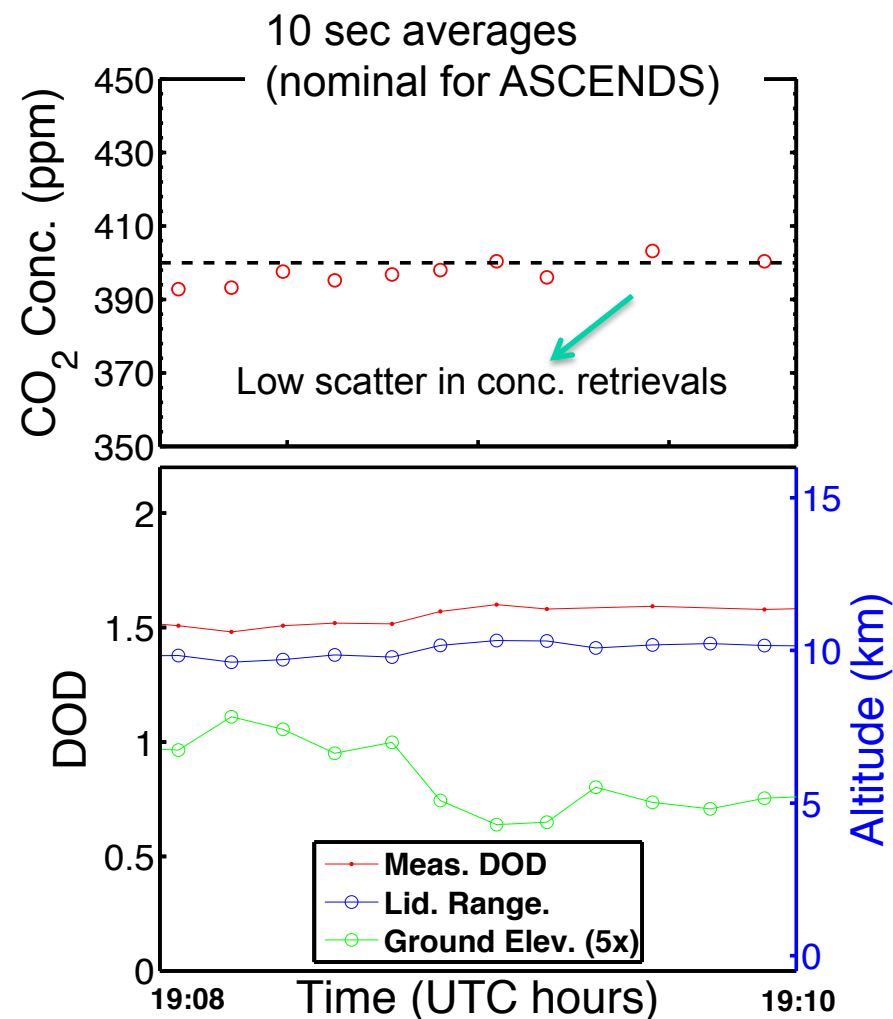 10 sec averages
(nominal for ASCENDS)
CO2 Conc. (ppm)
450
430
410
390
370
350
Low scatter in conc. retrievals
DOD
2
1.5
1
0.5
0
15
10
5
0
Altitude (km)
Meas. DOD
Lid. Range.
Ground Elev. (5x)
19:08
Time (UTC hours)
19:10